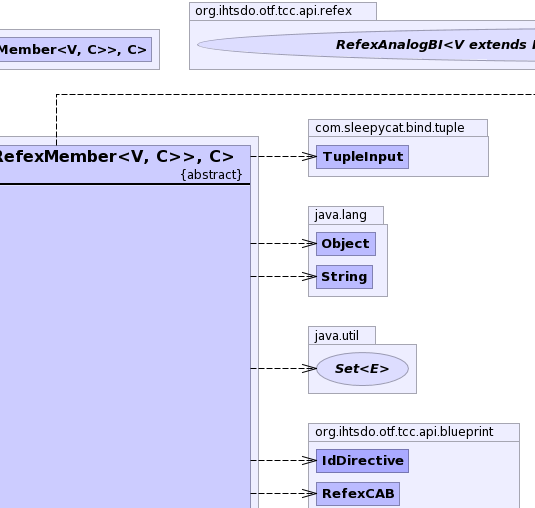 org.ihtsdo.otf.tcc.api.refex
Member<V, C>>, C>
RefexAnalogBI<V extends
com.sleepycat.bind.tuple
RefexMember<V, C>>, C>
TupleInput
{abstract}
java.lang
Object
String
java.util
Set<E>
org.ihtsdo.otf.tcc.api.blueprint
IdDirective
RefexCAB